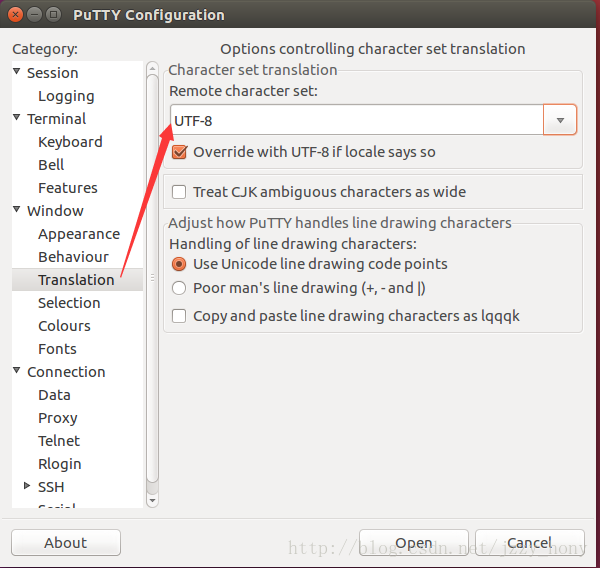 PuTTY Configuration
Category:
Session
Logging
Terminal
Keyboard
Bell
Features
Window
Appearance
Behaviour
Translation
Selection
Colours
Fonts
Connection
Data
Proxy
Telnet
Rlogin
SSH
Options controlling character set translation
Character set translation
Remote character set:
UTF-8
Override with UTF-8 if locale says so
Treat CJK ambiguous characters as wide
Adjust how PuTTY handles line drawing characters
Handling of line drawing characters:
Use Unicode line drawing code points
Poor man's line drawing (+, - and |)
Copy and paste line drawing characters as lqqqk
About
Open
Cancel
http://blog.csdn.net/jzzy_hony